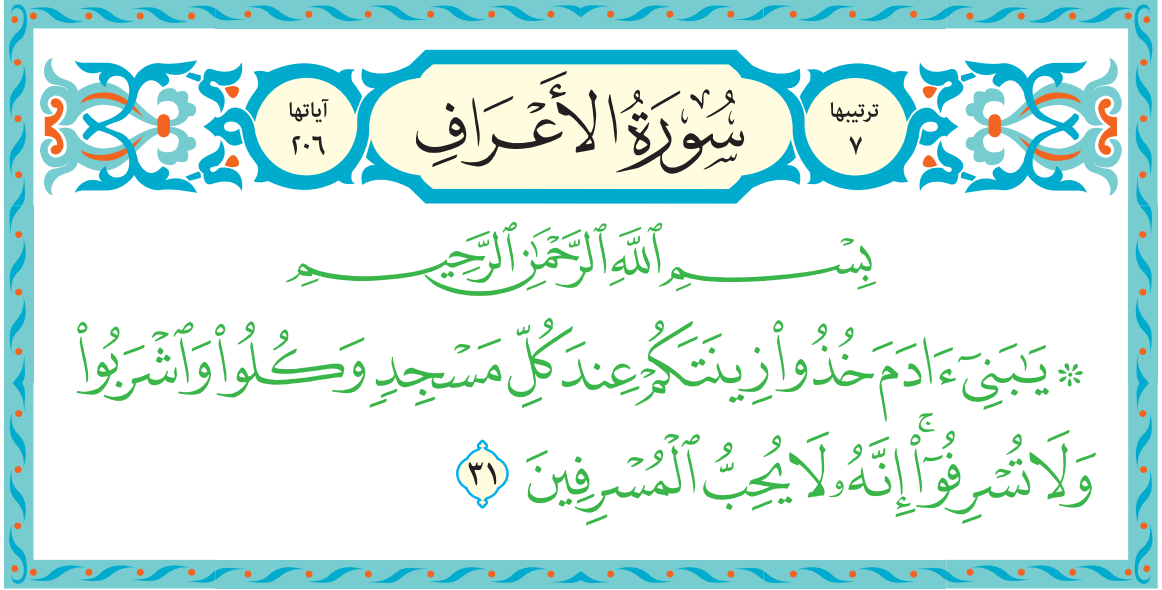 ترتيبها
٧
سُورَةُ الأَعْرَافِ
آياتها
٢٠٦
بِسْمِ ٱللَّهِ ٱلرَّحْمَٰنِ ٱلرَّحِيمِ
۞ يَـٰبَنِىٓ ءَادَمَ خُذُوا۟ زِينَتَكُمْ عِندَ كُلِّ مَسْجِدٍ وَكُلُوا۟ وَٱشْرَبُوا۟
وَلَا تُسْرِفُوٓا۟ ۚ إِنَّهُۥ لَا يُحِبُّ ٱلْمُسْرِفِينَ ٣١